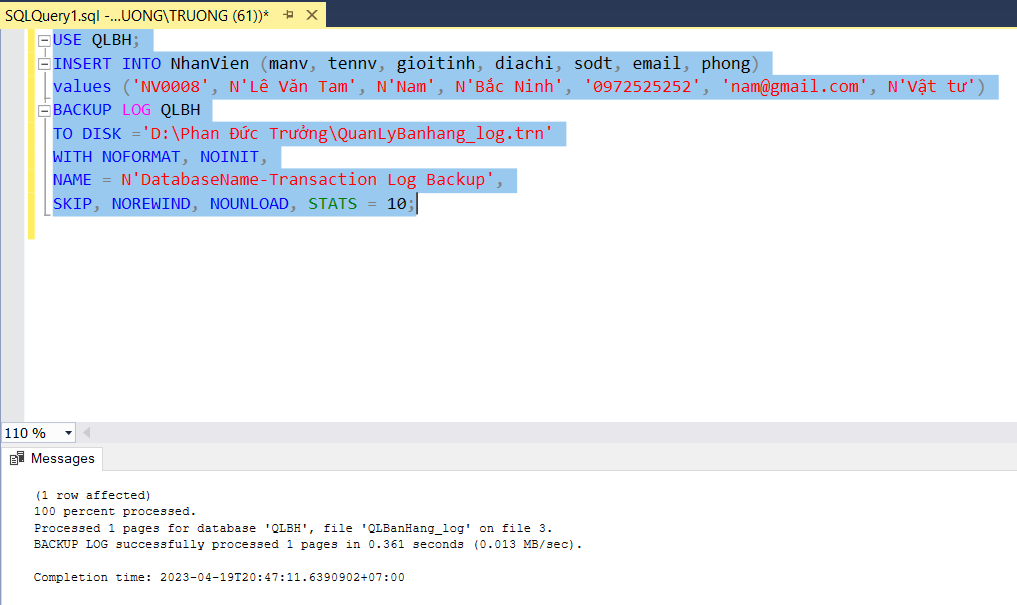 SQLQuery1.sql -...UONG\TRUONG (61))*
USE QLBH;
INSERT INTO NhanVien (manv, tennv, gioitinh, diachi, sodt, email, phong)
values ('NV0008', N'Lê Văn Tam', N'Nam', N'Bắc Ninh', '0972525252', 'nam@gmail.com', N'Vật tư')
BACKUP LOG QLBH
TO DISK ='D:\Phan Đức Trưởng\QuanLyBanhang_log.trn'
WITH NOFORMAT, NOINIT,
NAME = N'DatabaseName-Transaction Log Backup',
SKIP, NOREWIND, NOUNLOAD, STATS = 10;
110 %
Messages
(1 row affected)
100 percent processed.
Processed 1 pages for database 'QLBH', file 'QLBanHang_log' on file 3.
BACKUP LOG successfully processed 1 pages in 0.361 seconds (0.013 MB/sec).
Completion time: 2023-04-19T20:47:11.6390902+07:00